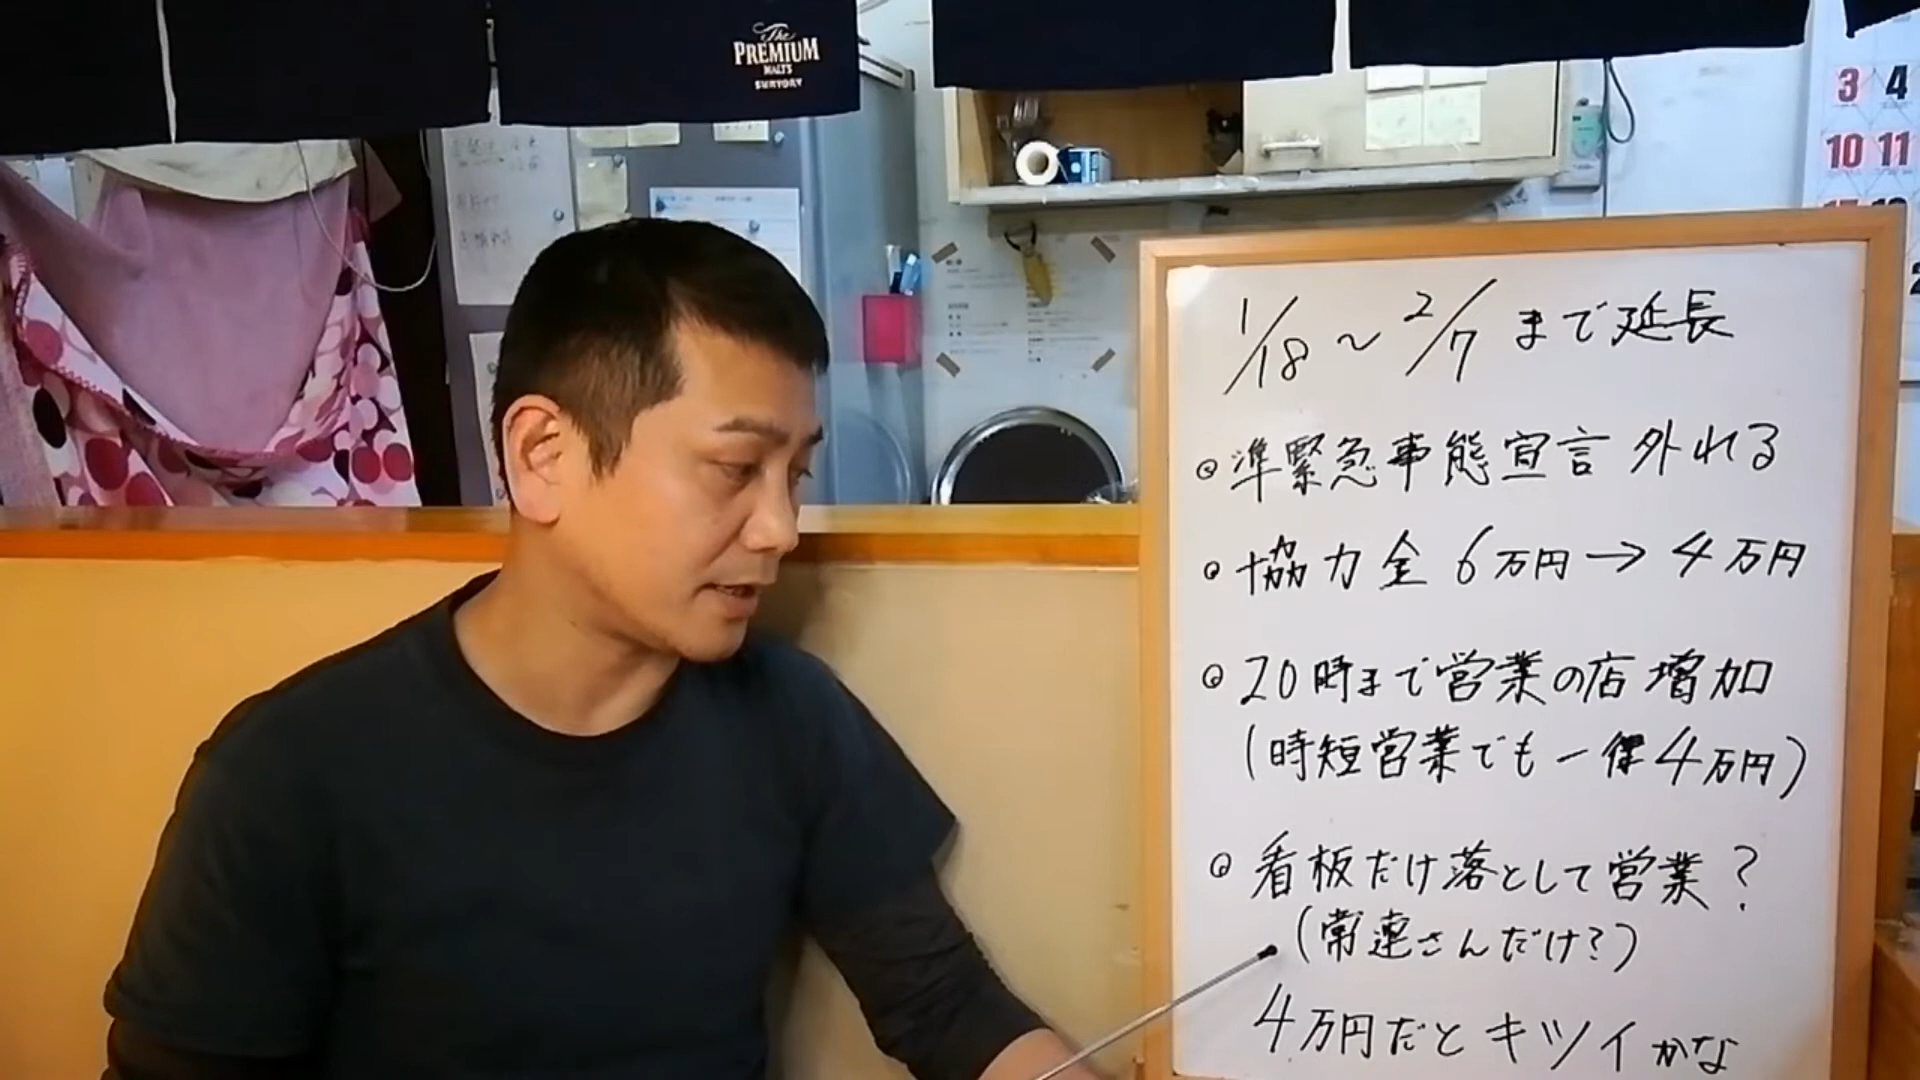 The
PREMIUM
MALT'S
SUNTORY
3 4
10 11
1/18～2/7まで延長
準緊急事態宣言 外れる
協力金 6万円→4万円
20時まで営業の店増加
(時短営業でも一律4万円)
看板だけ落として営業?
(常連さんだけ?)
4万円だとキツイかな